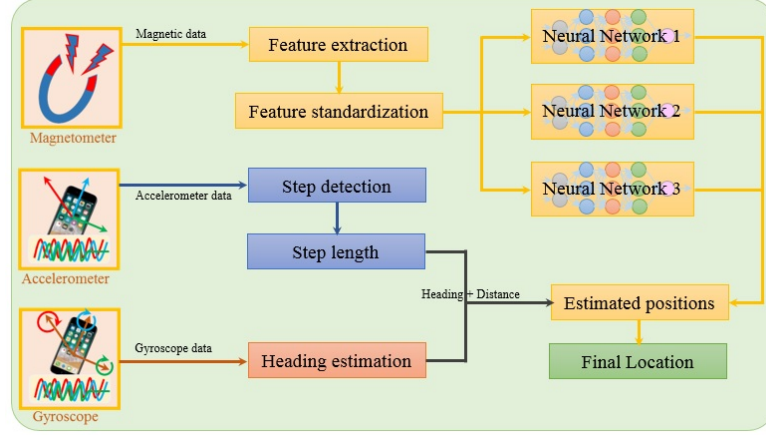 Magnetic data
Feature extraction
Feature standardization
Magnetometer
Neural Network 1
Neural Network 2
Neural Network 3
Accelerometer data
Step detection
Step length
Accelerometer
Heading + Distance
Estimated positions
Gyroscope data
Heading estimation
Final Location
Gyroscope